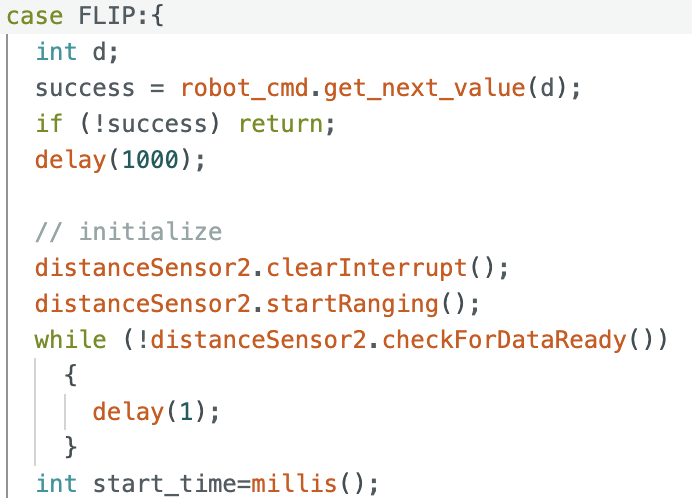 case FLIP:{
int d;
success = robot_cmd.get_next_value(d);
if (!success) return;
delay(1000);
// initialize
distanceSensor2.clearInterrupt();
distanceSensor2.startRanging();
while (!distanceSensor2.checkForDataReady())
{
delay(1);
}
int start_time=millis();